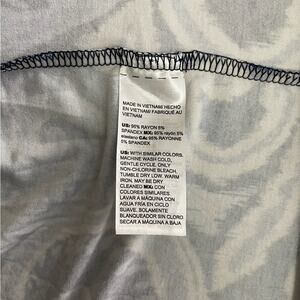 MADE IN VIETNAM/ HECHO
EN VIETNAM/ FABRIQUÉ AU
VIETNAM
US: 95% RAYON 5%
SPANDEX MX: 95% rayón 5%
elastano CA: 95% RAYONNE
5% SPANDEX
US: WITH SIMILAR COLORS.
MACHINE WASH COLD,
GENTLE CYCLE. ONLY
NON-CHLORINE BLEACH,
TUMBLE DRY LOW. WARM
IRON. MAY BE DRY
CLEANED MX: CON
COLORES SIMILARES.
LAVAR A MÁQUINA CON
AGUA FRÍA EN CICLO
SUAVE. SOLAMENTE
BLANQUEADOR SIN CLORO
SECAR A MÁQUINA A BAJA